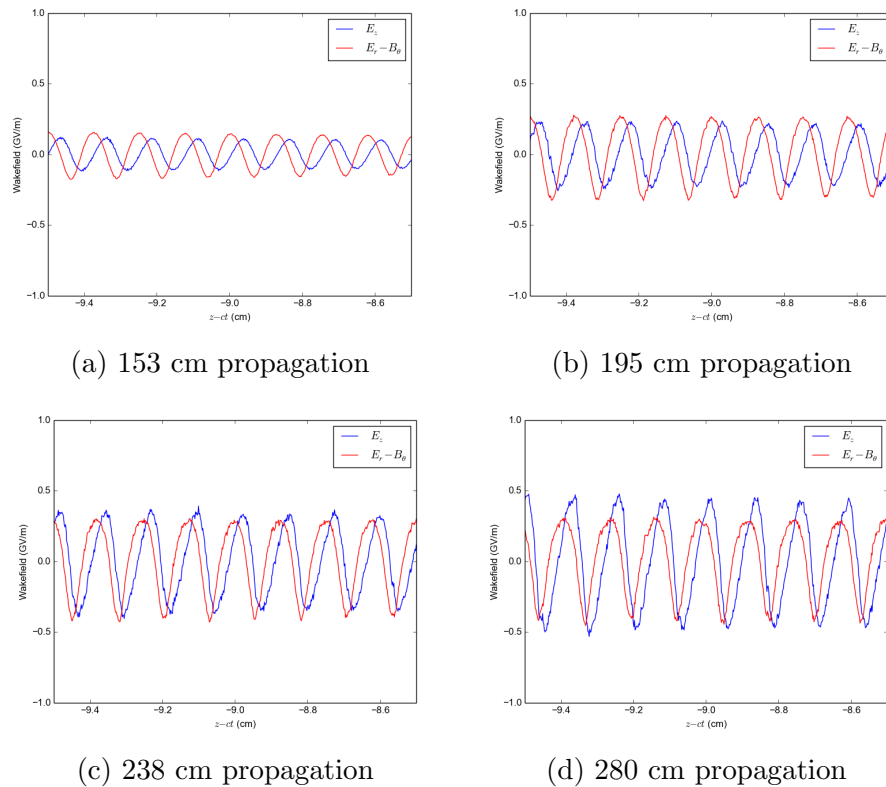 1.0
0.5
0.0
−0.5
−1.0
Wakefield (GV/m)
E_z
E_r−B_θ
−9.4 −9.2 −9.0 −8.8 −8.6
z−ct (cm)
(a) 153 cm propagation
1.0
0.5
0.0
−0.5
−1.0
Wakefield (GV/m)
E_z
E_r−B_θ
−9.4 −9.2 −9.0 −8.8 −8.6
z−ct (cm)
(b) 195 cm propagation
1.0
0.5
0.0
−0.5
−1.0
Wakefield (GV/m)
E_z
E_r−B_θ
−9.4 −9.2 −9.0 −8.8 −8.6
z−ct (cm)
(c) 238 cm propagation
1.0
0.5
0.0
−0.5
−1.0
Wakefield (GV/m)
E_z
E_r−B_θ
−9.4 −9.2 −9.0 −8.8 −8.6
z−ct (cm)
(d) 280 cm propagation